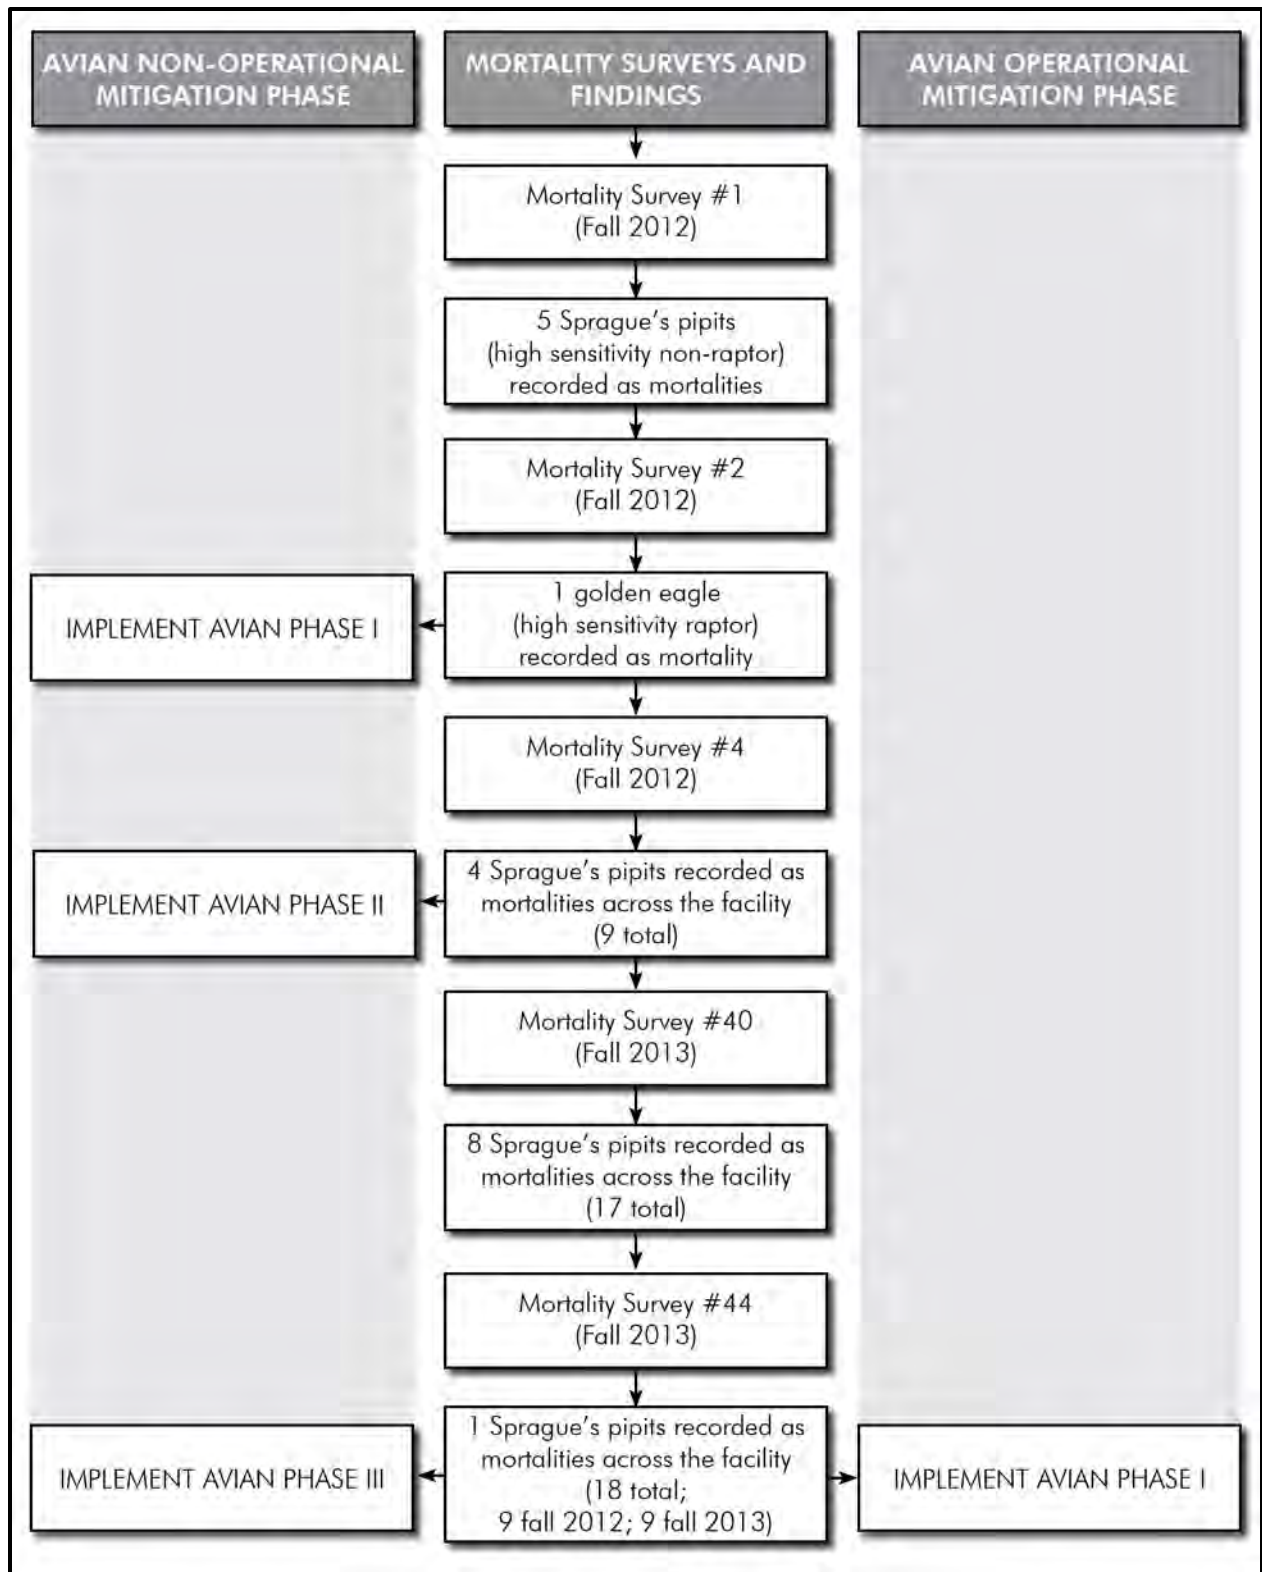 AVIAN NON-OPERATIONAL
MITIGATION PHASE
MORTALITY SURVEYS AND
FINDINGS
AVIAN OPERATIONAL
MITIGATION PHASE
Mortality Survey #1
(Fall 2012)
5 Sprague's pipits
(high sensitivity non-raptor)
recorded as mortalities
Mortality Survey #2
(Fall 2012)
IMPLEMENT AVIAN PHASE I
1 golden eagle
(high sensitivity raptor)
recorded as mortality
Mortality Survey #4
(Fall 2012)
IMPLEMENT AVIAN PHASE II
4 Sprague's pipits recorded as
mortalities across the facility
(9 total)
Mortality Survey #40
(Fall 2013)
8 Sprague's pipits recorded as
mortalities across the facility
(17 total)
Mortality Survey #44
(Fall 2013)
IMPLEMENT AVIAN PHASE III
1 Sprague's pipits recorded as
mortalities across the facility
(18 total;
9 fall 2012; 9 fall 2013)
IMPLEMENT AVIAN PHASE I